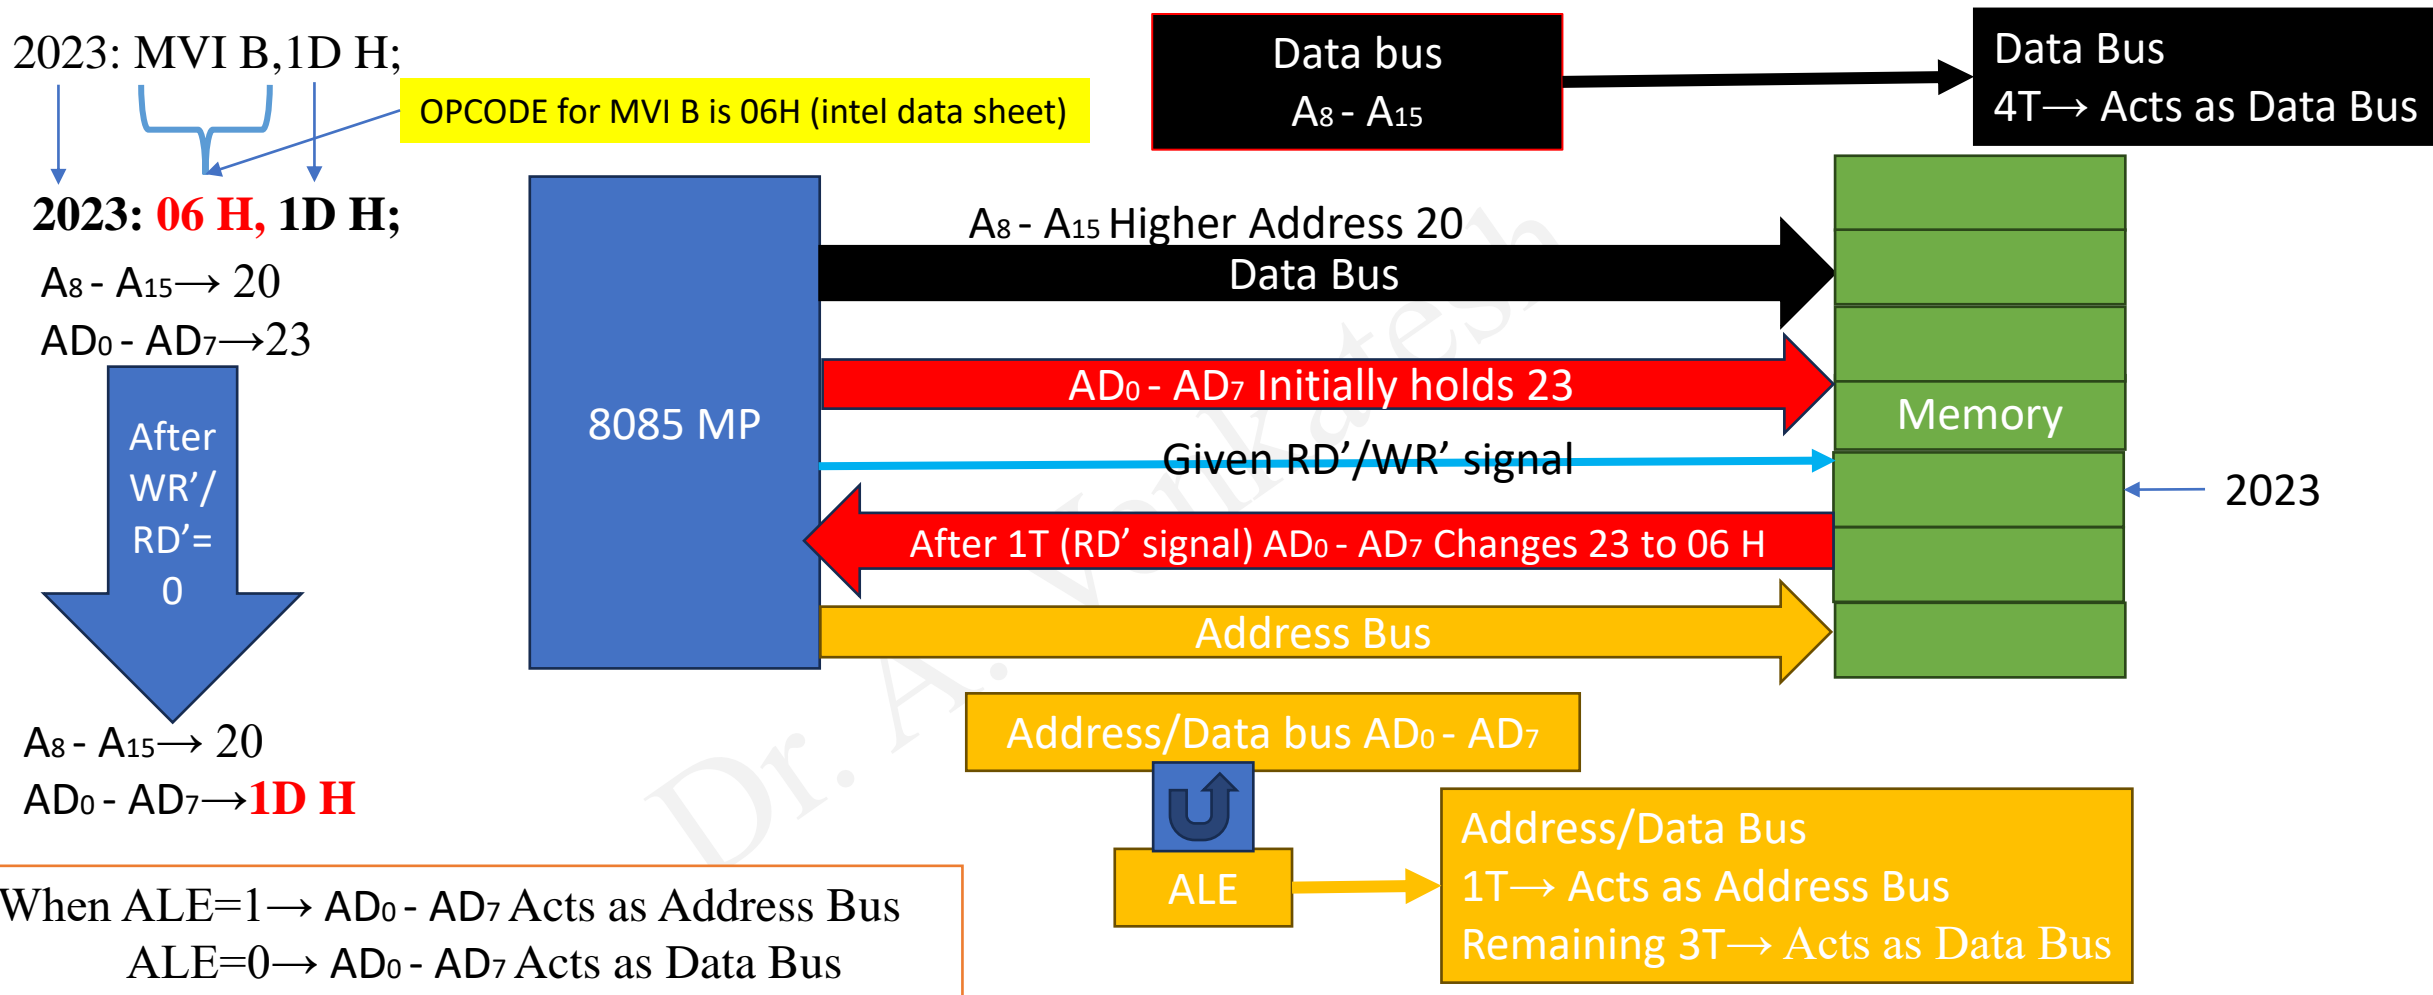 2023: MVI B,1D H;
OPCODE for MVI B is 06H (intel data sheet)
2023: 06 H, 1D H;
A8 - A15→ 20
AD0 - AD7→23
After
WR’/
RD’=
0
A8 - A15→ 20
AD0 - AD7→1D H
When ALE=1→ AD0 - AD7 Acts as Address Bus
ALE=0→ AD0 - AD7 Acts as Data Bus
Data bus
A8 - A15
Data Bus
4T→ Acts as Data Bus
8085 MP
A8 - A15 Higher Address 20
Data Bus
AD0 - AD7 Initially holds 23
Given RD’/WR’ signal
After 1T (RD’ signal) AD0 - AD7 Changes 23 to 06 H
Address Bus
Memory
2023
Address/Data bus AD0 - AD7
ALE
Address/Data Bus
1T→ Acts as Address Bus
Remaining 3T→ Acts as Data Bus
Dr. A. Venkatesh